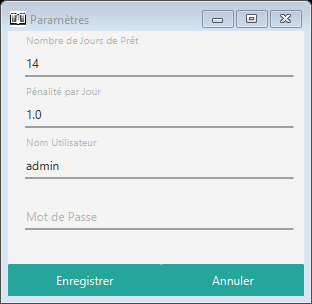 Paramètres
Nombre de Jours de Prêt
14
Pénalité par Jour
1.0
Nom Utilisateur
admin
Mot de Passe
Enregistrer
Annuler